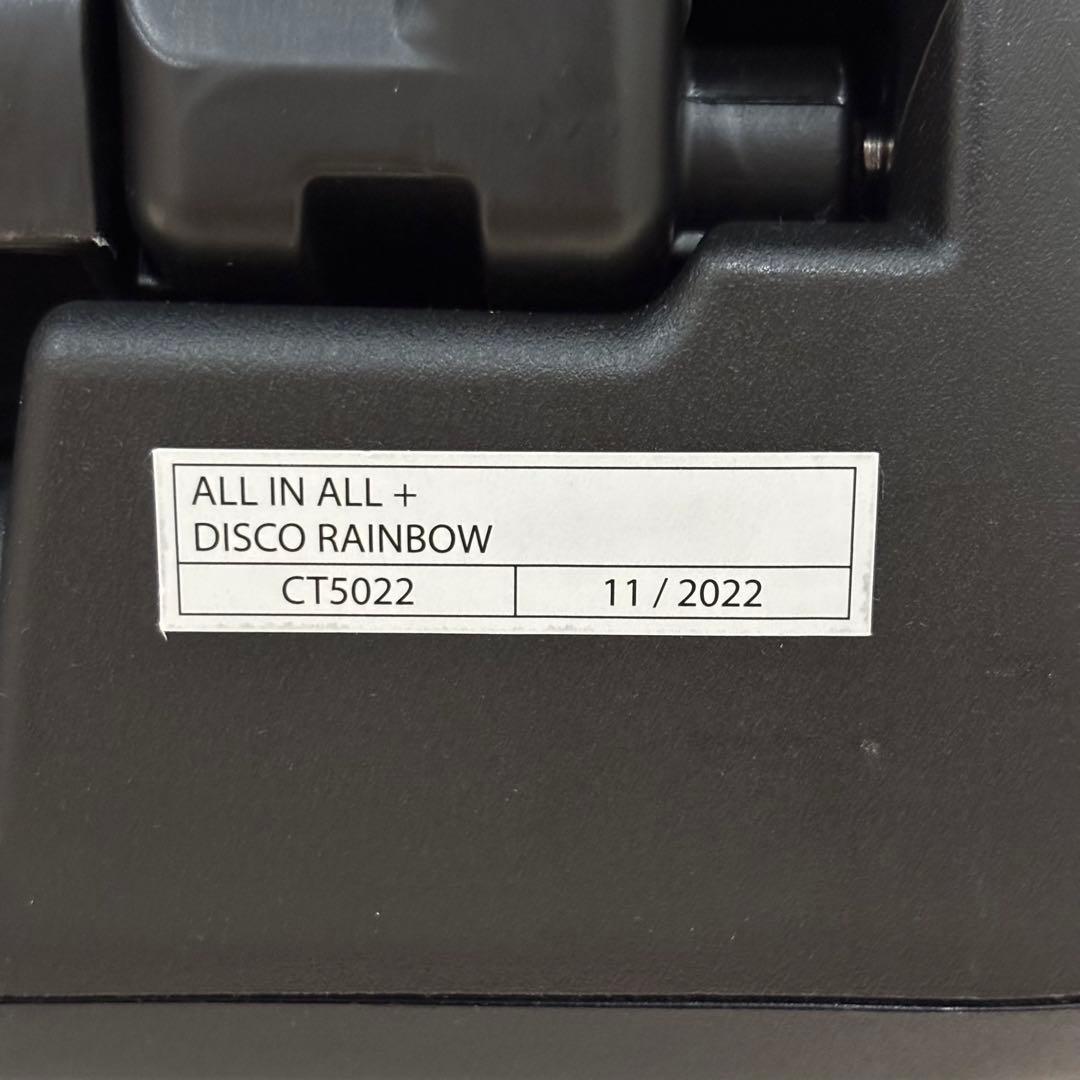 ALL IN ALL +
DISCO RAINBOW
CT5022
11 / 2022